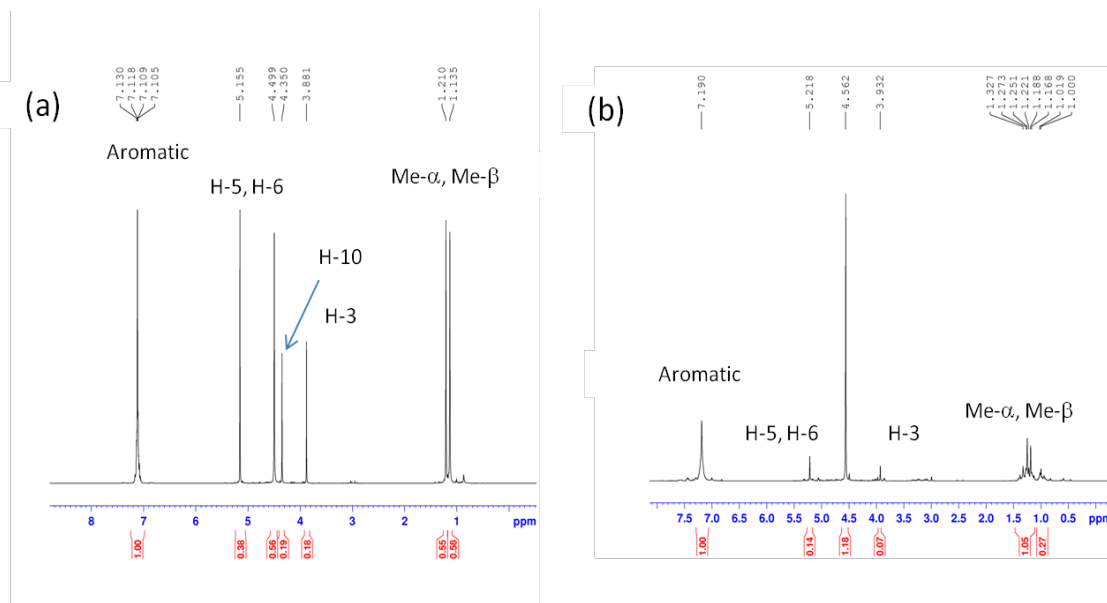 (a)
7.130
7.118
7.109
7.105
5.155
4.499
4.350
3.881
1.210
1.135
Aromatic
H-5, H-6
Me-α, Me-β
H-10
H-3
8 7 6 5 4 3 2 1 ppm
1.00 0.38 0.56 0.19 0.18 0.55 0.58
(b)
7.190
5.218
4.562
3.932
1.327
1.273
1.251
1.221
1.188
1.168
1.019
1.000
Aromatic
H-5, H-6
H-3
Me-α, Me-β
7.5 7.0 6.5 6.0 5.5 5.0 4.5 4.0 3.5 3.0 2.5 2.0 1.5 1.0 0.5 ppm
1.00 0.14 1.18 0.07 1.05 0.27